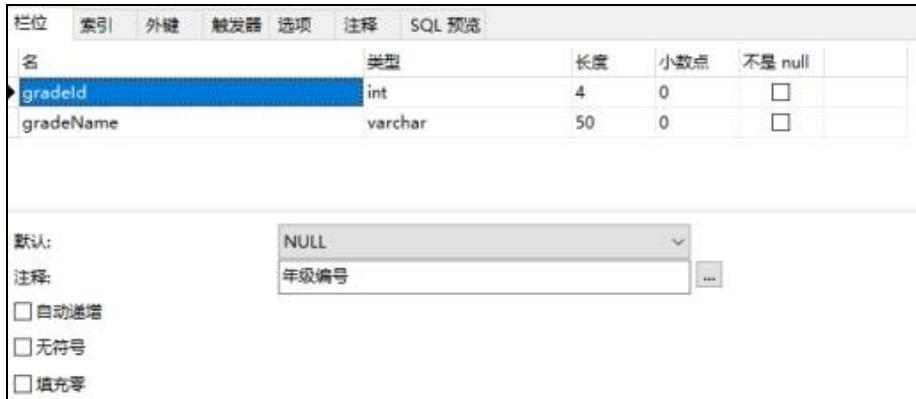 栏位 索引 外键 触发器 选项 注释 SQL 预览
名 类型 长度 小数点 不是 null
gradeId int 4 0
gradeName varchar 50 0
默认: NULL
注释: 年级编号 ...
自动递增
无符号
填充零